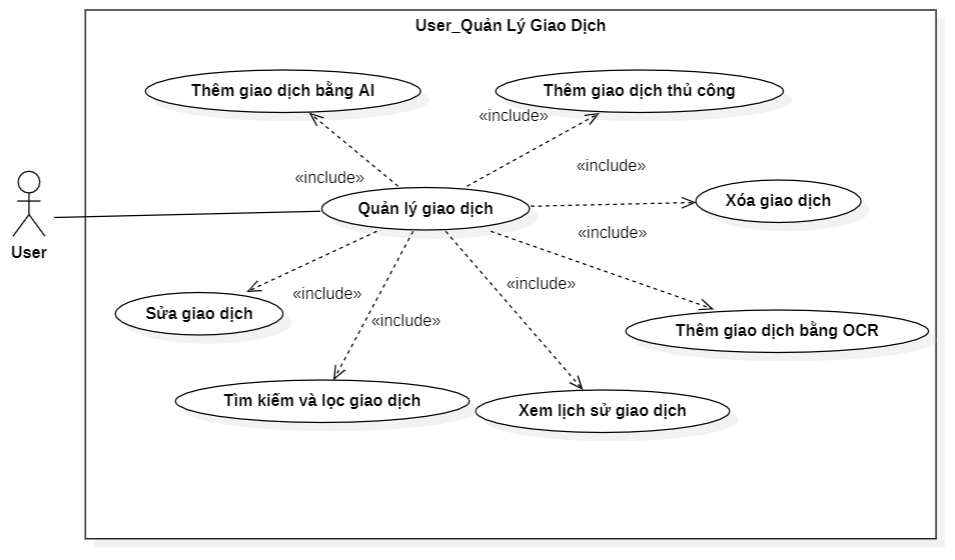 User_Quản Lý Giao Dịch
Thêm giao dịch bằng AI
Thêm giao dịch thủ công
«include»
«include»
«include»
Xóa giao dịch
Quản lý giao dịch
User
«include»
«include»
«include»
Sửa giao dịch
«include»
Thêm giao dịch bằng OCR
Tìm kiếm và lọc giao dịch
Xem lịch sử giao dịch